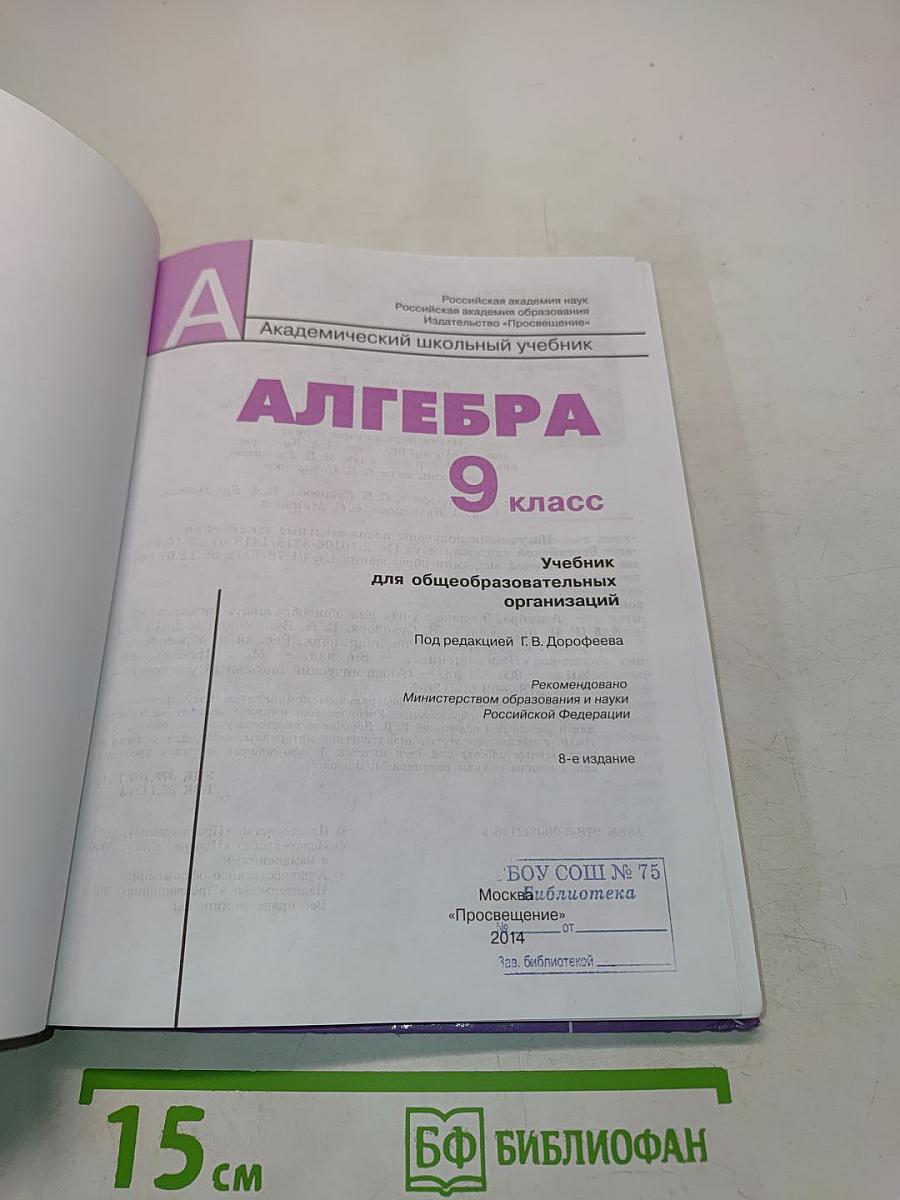 А
Российская академия наук
Российская академия образования
Издательство «Просвещение»
Академический школьный учебник
АЛГЕБРА
9 класс
Учебник
для общеобразовательных
организаций
Под редакцией Г. В. Дорофеева
Рекомендовано
Министерством образования и науки
Российской Федерации
8-е издание
БОУ СОШ № 75
Библиотека
Москва
«Просвещение»
№ от
2014
Зав. библиотекой
15 см
БФ БИБЛИОФАН